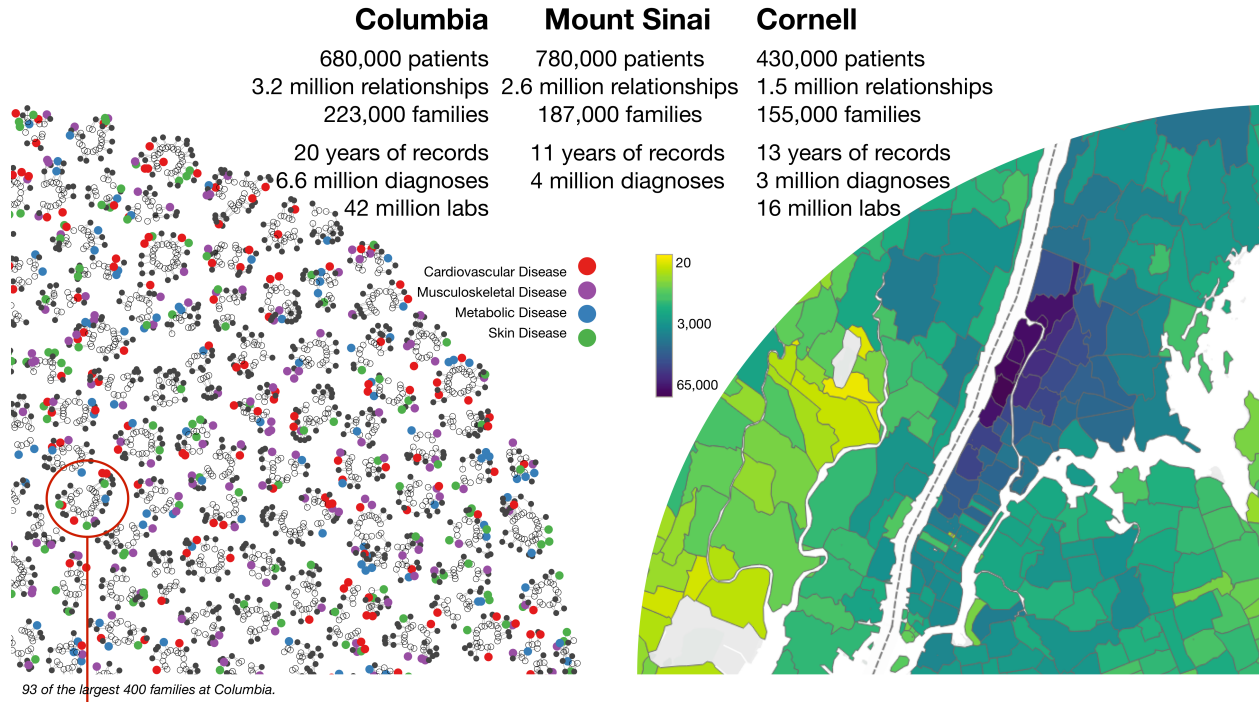 Columbia
680,000 patients
3.2 million relationships
223,000 families
20 years of records
6.6 million diagnoses
42 million labs
Mount Sinai
780,000 patients
2.6 million relationships
187,000 families
11 years of records
4 million diagnoses
Cornell
430,000 patients
1.5 million relationships
155,000 families
13 years of records
3 million diagnoses
16 million labs
Cardiovascular Disease
Musculoskeletal Disease
Metabolic Disease
Skin Disease
20
3,000
65,000
93 of the largest 400 families at Columbia.